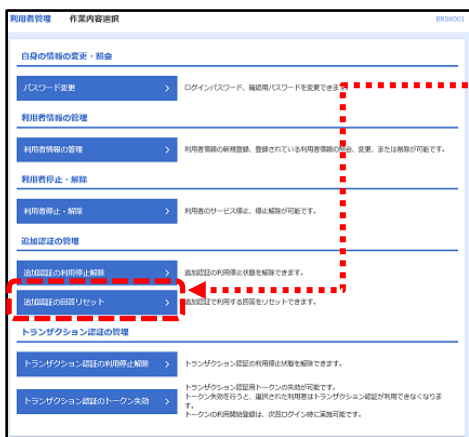 利用者管理 作業内容選択 BRSK001
自身の情報の変更・照会
パスワード変更 ログインパスワード、確認用パスワードを変更できます。
利用者情報の管理
利用者情報の管理 利用者情報の新規登録、登録されている利用者情報の照会、変更、または削除が可能です。
利用者停止・解除
利用者停止・解除 利用者のサービス停止、停止解除が可能です。
追加認証の管理
追加認証の利用停止解除 追加認証の利用停止状態を解除できます。
追加認証の回答リセット 追加認証で利用する回答をリセットできます。
トランザクション認証の管理
トランザクション認証の利用停止解除 トランザクション認証の利用停止状態を解除できます。
トランザクション認証のトークン失効 トランザクション認証用トークンの失効が可能です。
トークン失効を行うと、選択された利用者はトランザクション認証が利用できなくなりま
す。
トークンの利用開始登録は、次回ログイン時に実施可能です。